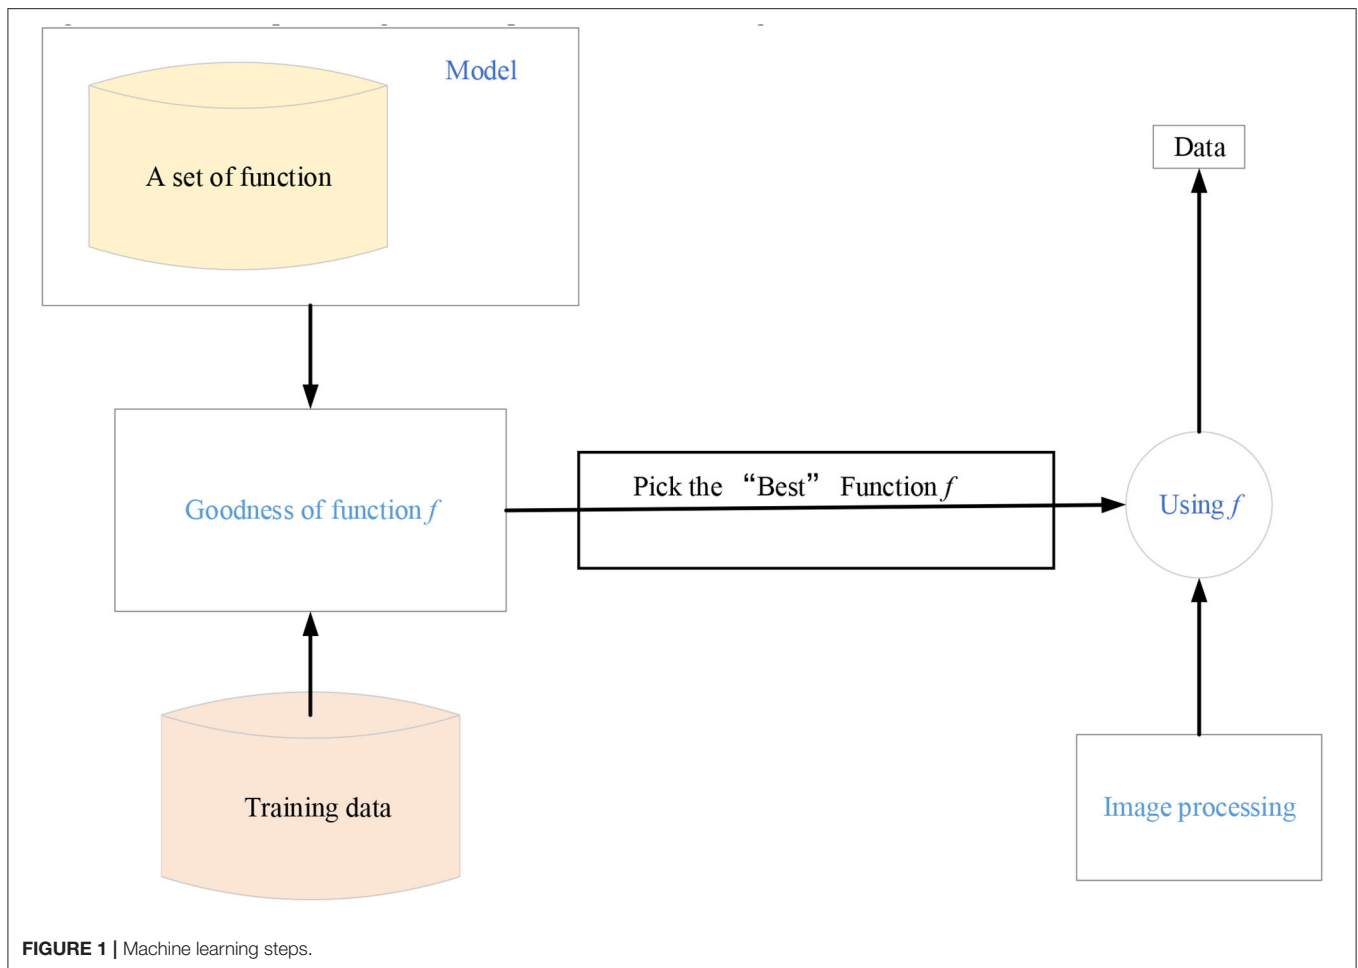 Model
A set of function
Data
Pick the “Best” Function f
Goodness of function f
Using f
Training data
Image processing
FIGURE 1 | Machine learning steps.